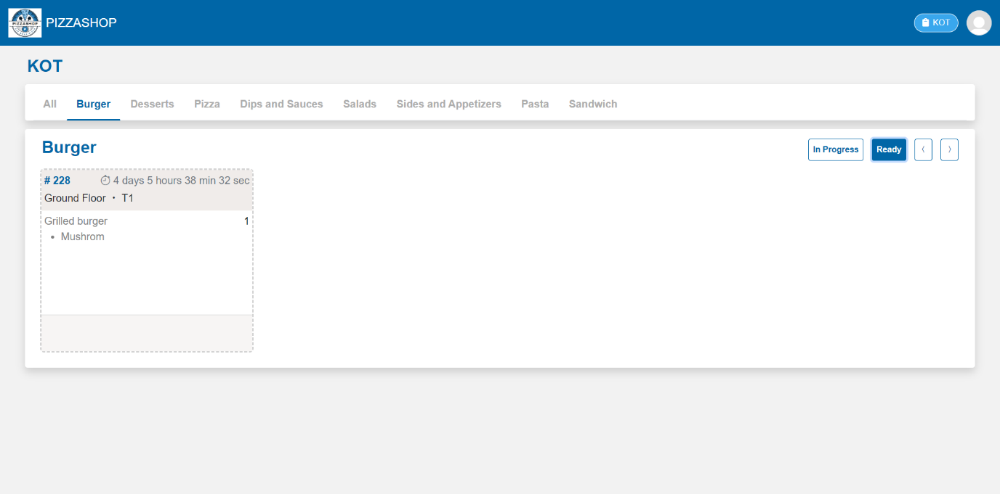 PIZZASHOP
PIZZASHOP
KOT
KOT
All Burger Desserts Pizza Dips and Sauces Salads Sides and Appetizers Pasta Sandwich
Burger
In Progress Ready
# 228 4 days 5 hours 38 min 32 sec
Ground Floor • T1
Grilled burger 1
• Mushrom